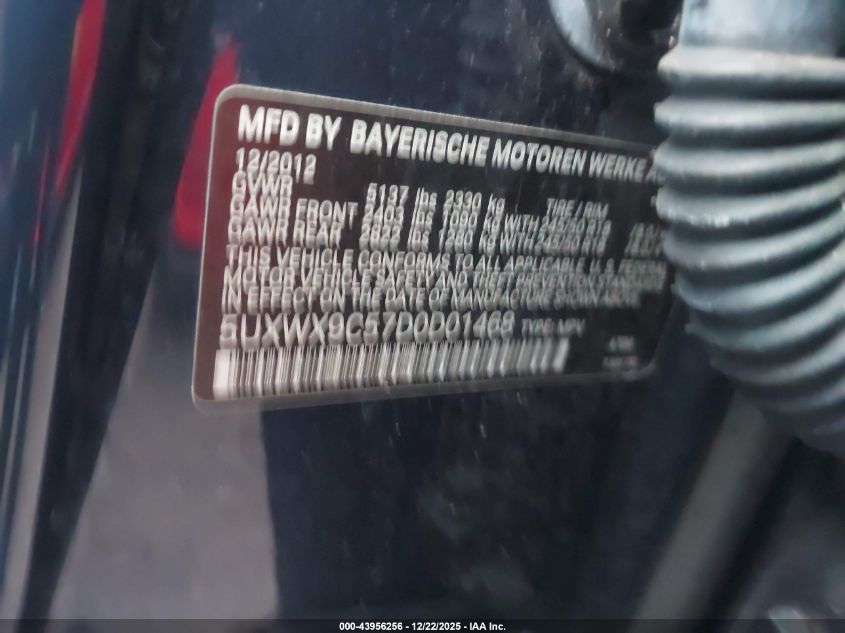 MFD BY BAYERISCHE MOTOREN WERKE
12/2012
GVWR 5137 lbs 2330 kg TIRE / RIM
GAWR FRONT 2403 lbs 1090 kg WITH
GAWR REAR lbs kg WITH
THIS VEHICLE CONFORMS TO ALL APPLICABLE U.S. FEDERAL
MOTOR VEHICLE SAFETY AND THEFT PREVENTION STANDARDS
IN EFFECT ON THE DATE OF MANUFACTURE SHOWN ABOVE.
5UXWX9C57D0D01468 TYPE: MPV
000-43956256 - 12/22/2025 - IAA Inc.